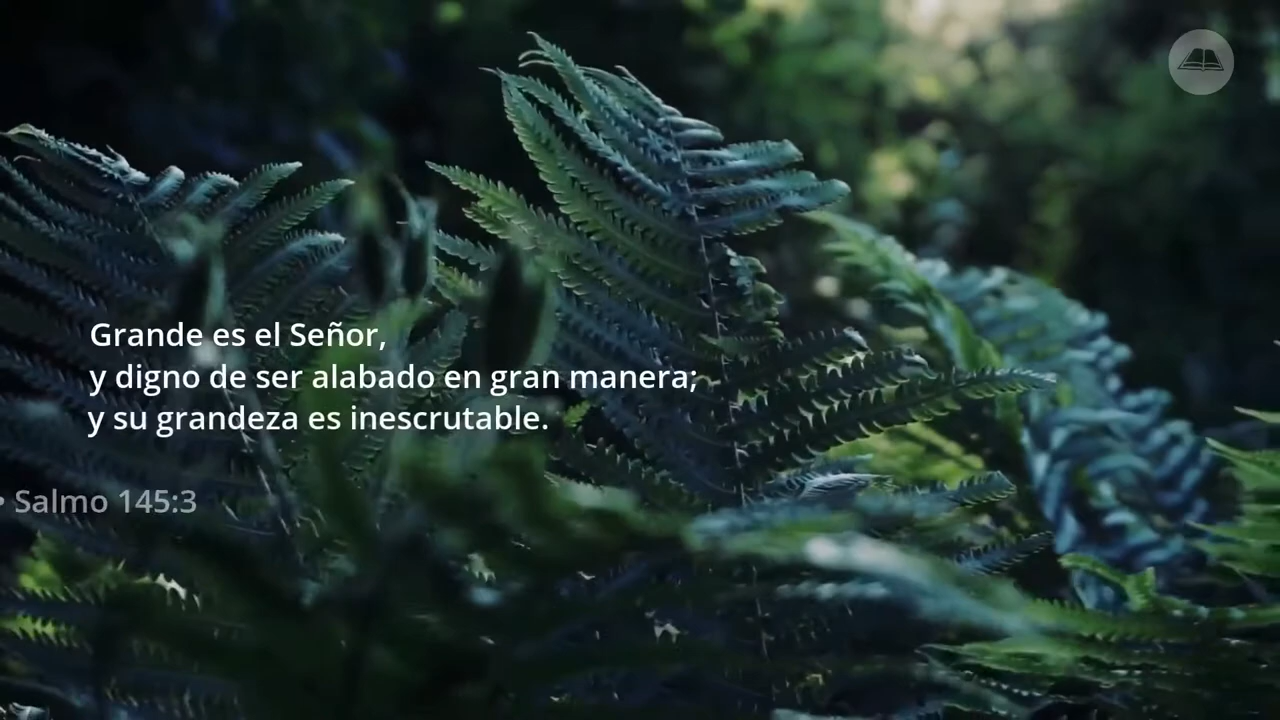 Grande es el Señor,
y digno de ser alabado en gran manera;
y su grandeza es inescrutable.
• Salmo 145:3